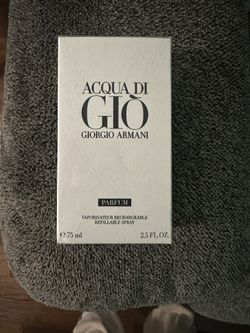 ACQUA DI
GIÒ
GIORGIO ARMANI
PARFUM
VAPORISATEUR RECHARGEABLE
REFILLABLE SPRAY
℮ 75 ml 2.5 FL.OZ.